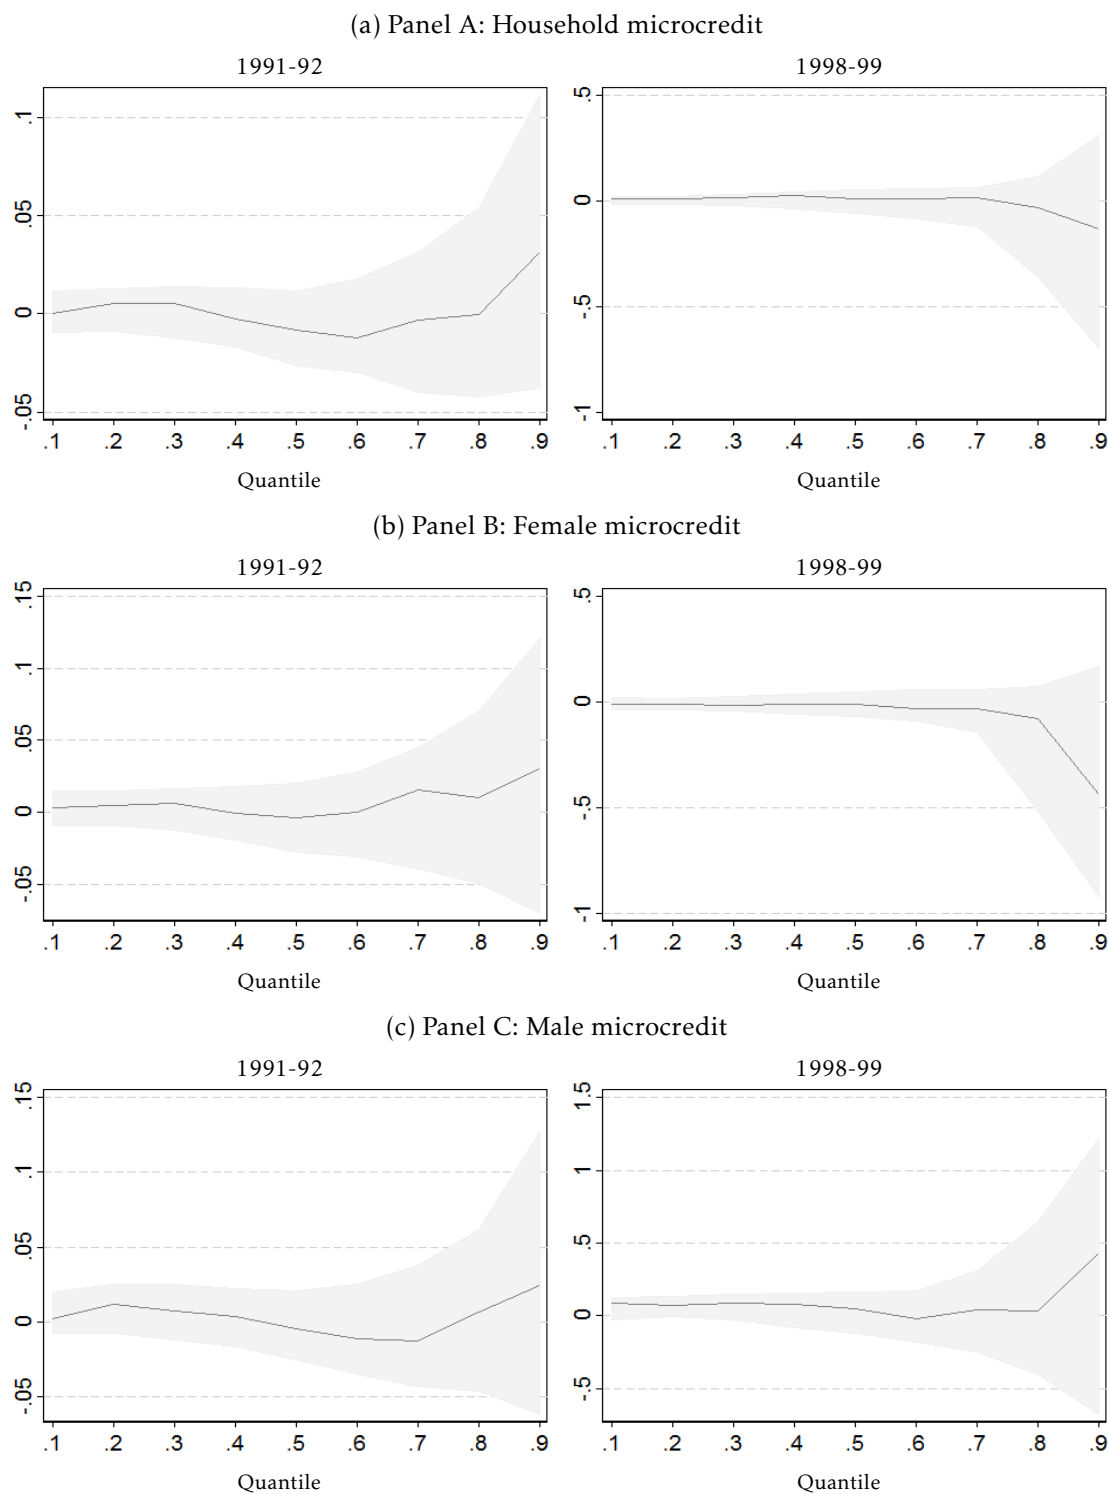 (a) Panel A: Household microcredit
1991-92
1998-99
.1
.05
0
-.05
.5
0
-.5
-1
.1 .2 .3 .4 .5 .6 .7 .8 .9
.1 .2 .3 .4 .5 .6 .7 .8 .9
Quantile
Quantile
(b) Panel B: Female microcredit
1991-92
1998-99
.15
.1
.05
0
-.05
.5
0
-.5
-1
.1 .2 .3 .4 .5 .6 .7 .8 .9
.1 .2 .3 .4 .5 .6 .7 .8 .9
Quantile
Quantile
(c) Panel C: Male microcredit
1991-92
1998-99
.15
.1
.05
0
-.05
1.5
1
.5
0
-.5
.1 .2 .3 .4 .5 .6 .7 .8 .9
.1 .2 .3 .4 .5 .6 .7 .8 .9
Quantile
Quantile